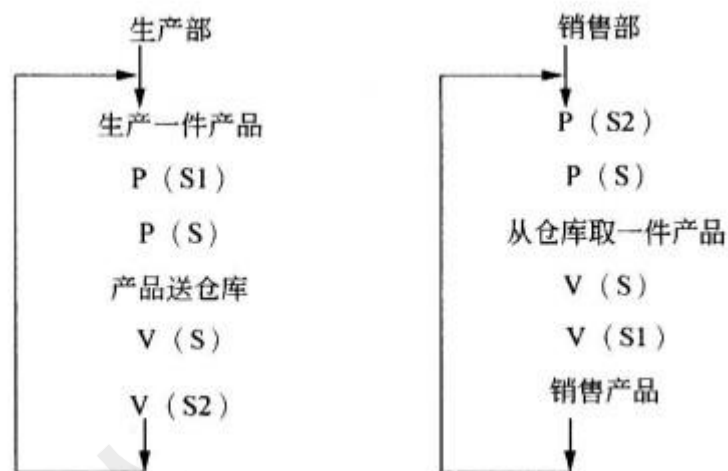 生产部
生产一件产品
P（S1）
P（S）
产品送仓库
V（S）
V（S2）
销售部
P（S2）
P（S）
从仓库取一件产品
V（S）
V（S1）
销售产品